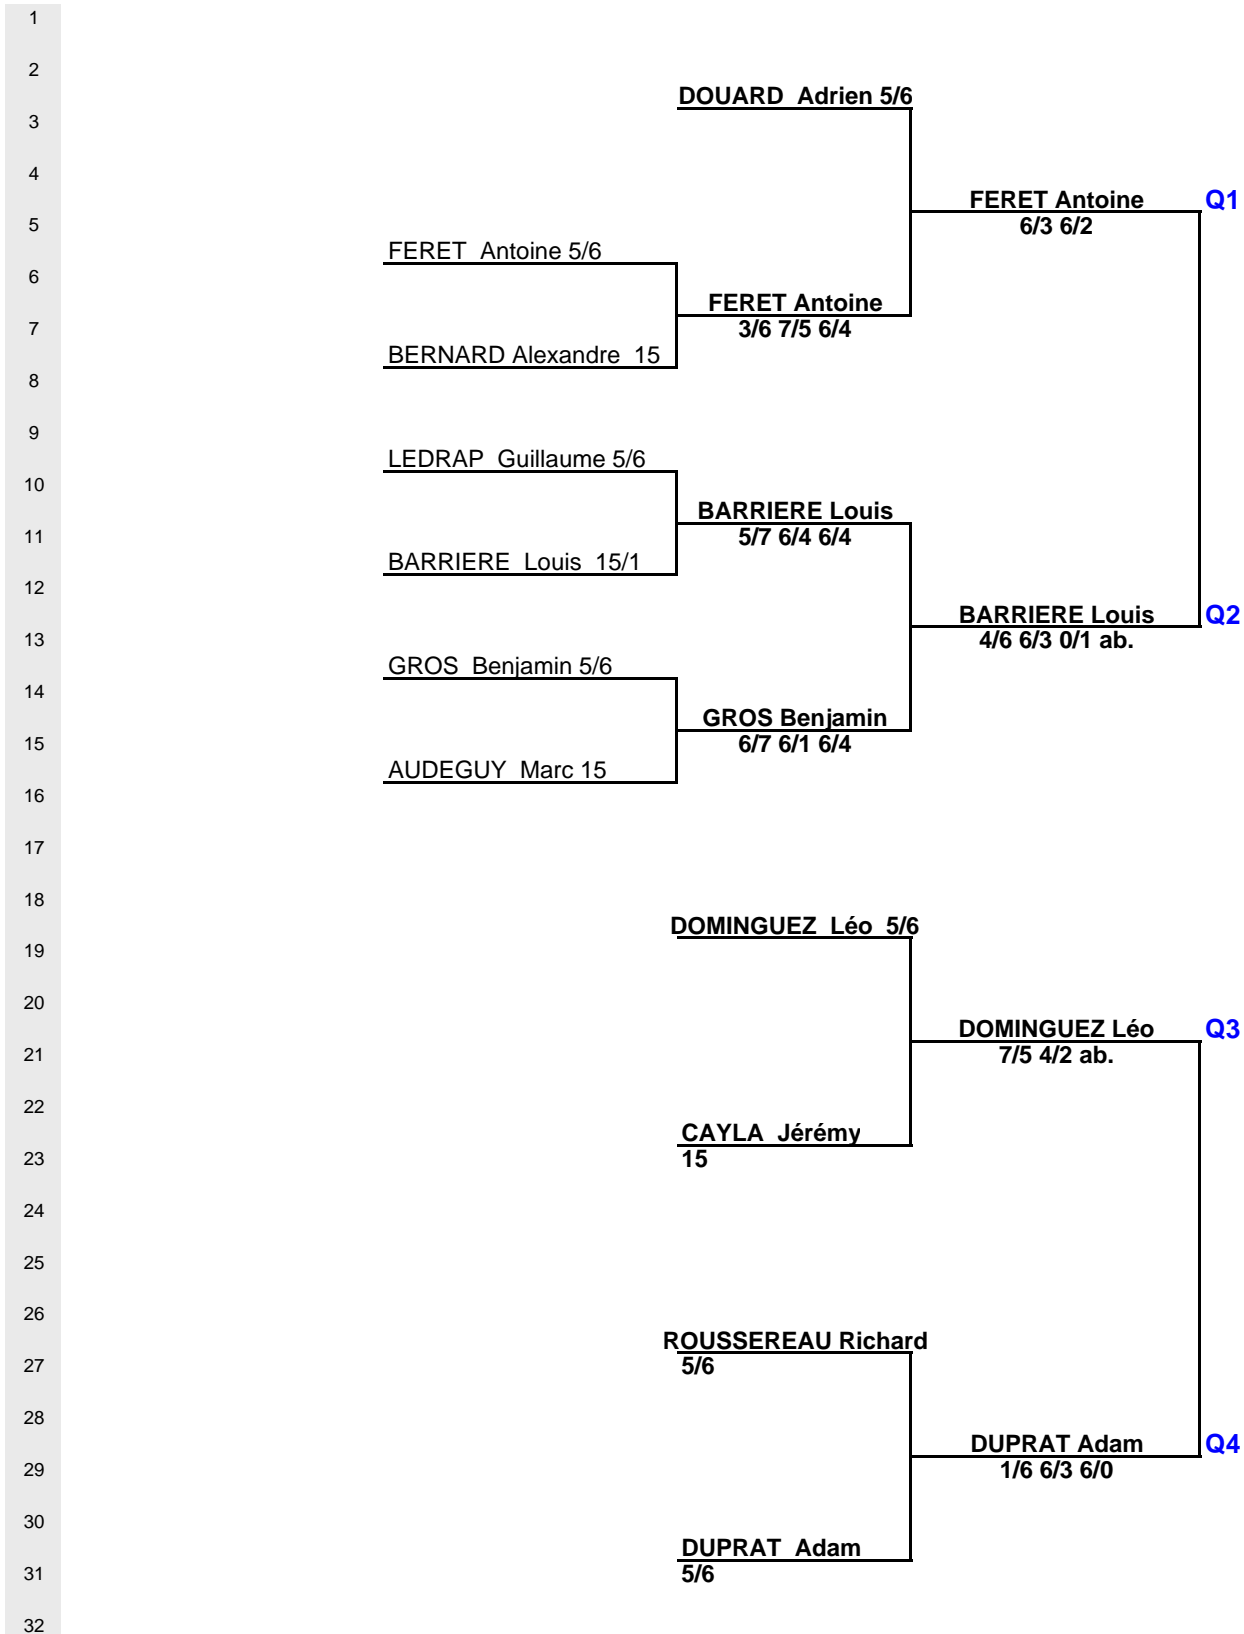 1
2
DOUARD  Adrien 5/6
3
4
FERET Antoine Q1
5
6/3 6/2
FERET  Antoine 5/6
6
FERET Antoine
7
3/6 7/5 6/4
BERNARD Alexandre  15
8
9
LEDRAP  Guillaume 5/6
10
BARRIERE Louis
11
5/7 6/4 6/4
BARRIERE  Louis  15/1
12
BARRIERE Louis Q2
13
4/6 6/3 0/1 ab.
GROS  Benjamin 5/6
14
GROS Benjamin
15
6/7 6/1 6/4
AUDEGUY  Marc 15
16
17
18
DOMINGUEZ  Léo  5/6
19
20
DOMINGUEZ Léo Q3
21
7/5 4/2 ab.
22
CAYLA  Jérémy
23
15
24
25
26
ROUSSEREAU Richard
27
5/6
28
DUPRAT Adam Q4
29
1/6 6/3 6/0
30
DUPRAT  Adam
31
5/6
32